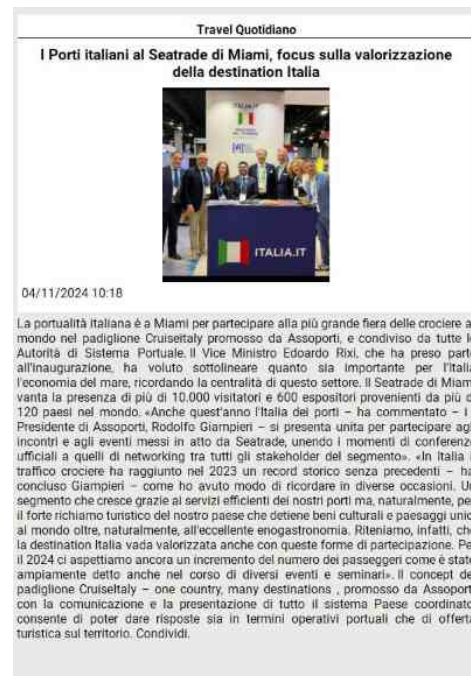 Travel Quotidiano
I Porti italiani al Seatrade di Miami, focus sulla valorizzazione
della destination Italia
ITALIA.IT
ITALIA.IT
04/11/2024 10:18
La portualità italiana è a Miami per partecipare alla più grande fiera delle crociere a
mondo nel padiglione Cruiseitaly promosso da Assoporti, e condiviso da tutte l
Autorità di Sistema Portuale. Il Vice Ministro Edoardo Rixi, che ha preso part
all'inaugurazione, ha voluto sottolineare quanto sia importante per l'Itali
l'economia del mare, ricordando la centralità di questo settore. Il Seatrade di Miam
vanta la presenza di più di 10.000 visitatori e 600 espositori provenienti da più d
120 paesi nel mondo. «Anche quest'anno l'Italia dei porti – ha commentato – i
Presidente di Assoporti, Rodolfo Giampieri – si presenta unita per partecipare agl
incontri e agli eventi messi in atto da Seatrade, unendo i momenti di conferenz
ufficiali a quelli di networking tra tutti gli stakeholder del segmento». «In Italia i
traffico crociere ha raggiunto nel 2023 un record storico senza precedenti – ha
concluso Giampieri – come ho avuto modo di ricordare in diverse occasioni. U
segmento che cresce grazie ai servizi efficienti dei nostri porti ma, naturalmente, pe
il forte richiamo turistico del nostro paese che detiene beni culturali e paesaggi unic
al mondo oltre, naturalmente, all'eccellente enogastronomia. Riteniamo, infatti, ch
la destination Italia vada valorizzata anche con queste forme di partecipazione. Pe
il 2024 ci aspettiamo ancora un incremento del numero dei passeggeri come è stat
ampiamente detto anche nel corso di diversi eventi e seminari». Il concept de
padiglione CruiseItaly – one country, many destinations , promosso da Assoport
con la comunicazione e la presentazione di tutto il sistema Paese coordinat
consente di poter dare risposte sia in termini operativi portuali che di offert
turistica sul territorio. Condividi.